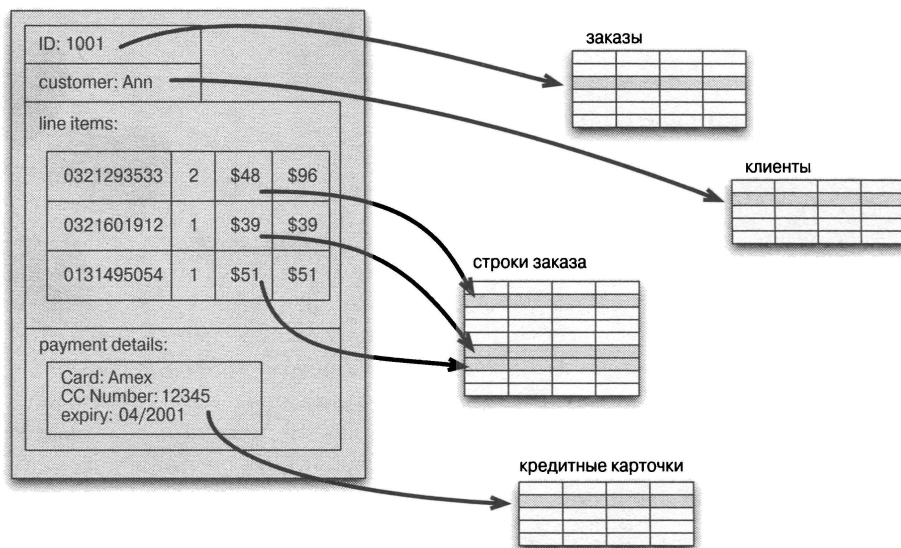 ID: 1001
customer: Ann
line items:
0321293533 2 $48 $96
0321601912 1 $39 $39
0131495054 1 $51 $51
payment details:
Card: Amex
CC Number: 12345
expiry: 04/2001
заказы
клиенты
строки заказа
кредитные карточки